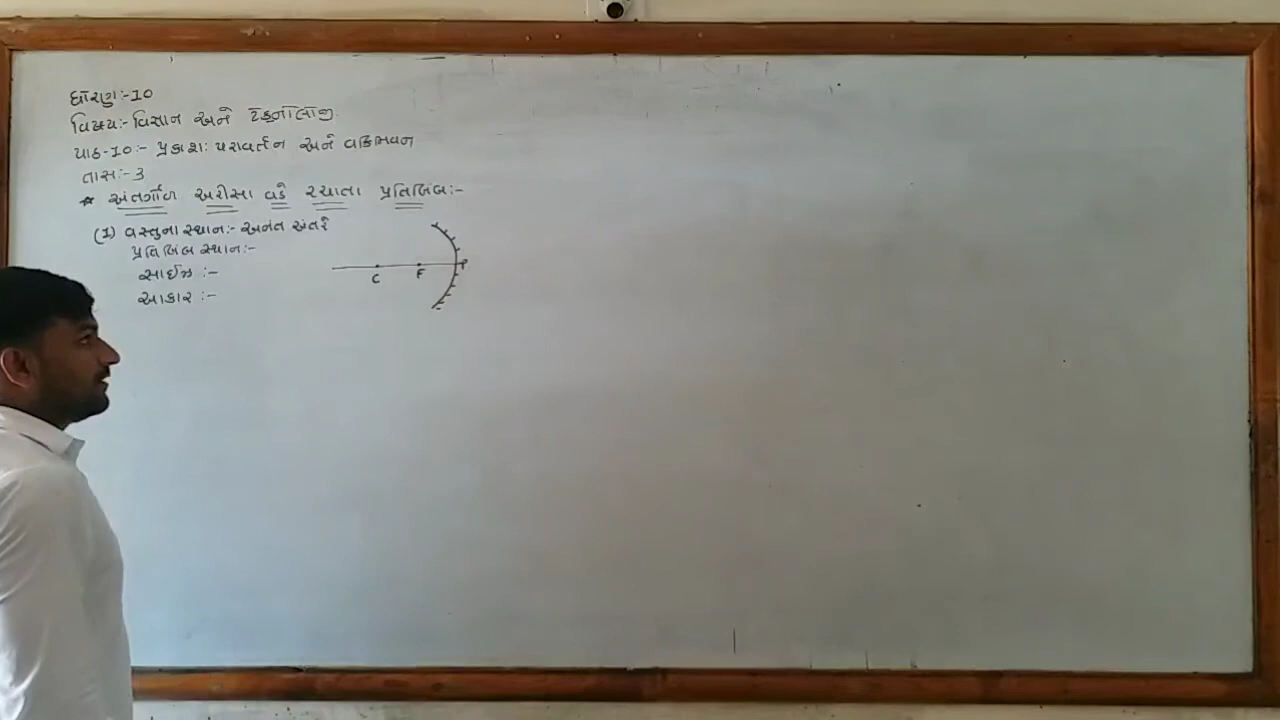 ધોરણ:-10
વિષય:- વિજ્ઞાન અને ટેકનોલોજી.
પાઠ-10:- પ્રકાશ: પરાવર્તન અને વક્રીભવન
તાસ:-3
* અંતર્ગોળ અરીસા વડે રચાતા પ્રતિબિંબ:-
(1) વસ્તુના સ્થાન:- અનંત અંતરે
પ્રતિબિંબ સ્થાન:-
સાઈઝ :-
આકાર :-
C F P